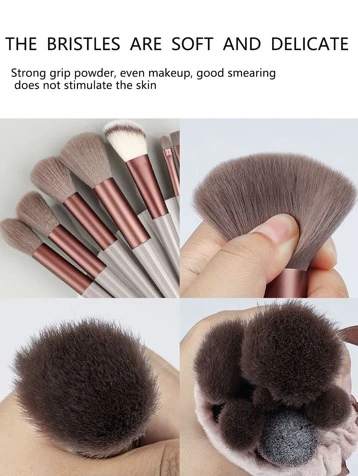 THE BRISTLES ARE SOFT AND DELICATE
Strong grip powder, even makeup, good smearing
does not stimulate the skin